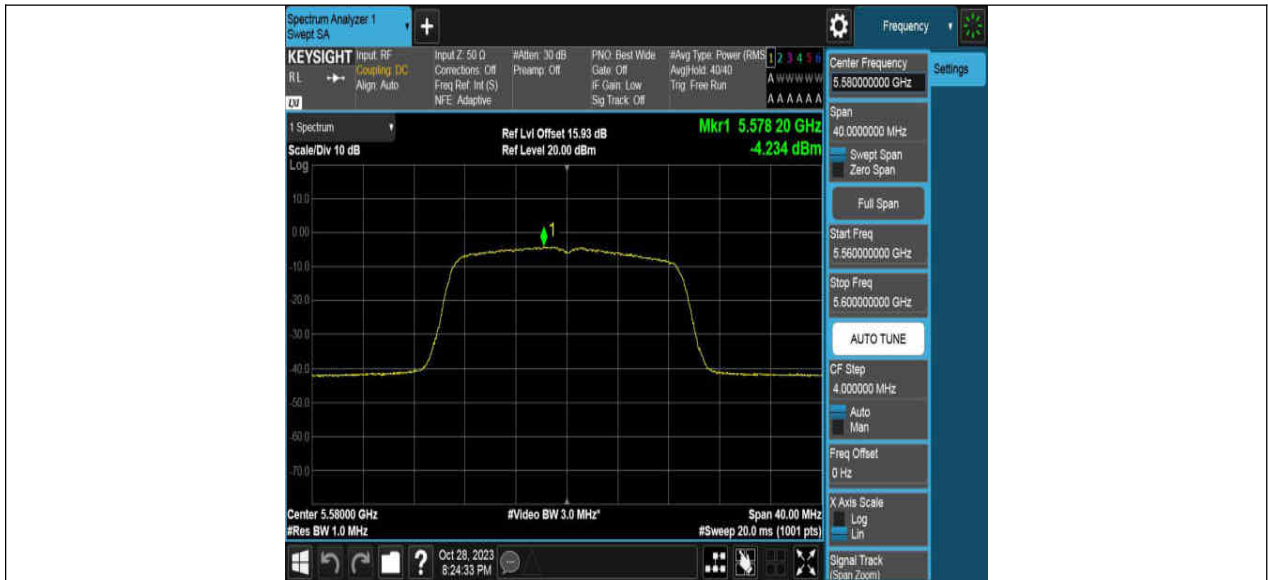 Spectrum Analyzer 1
Swept SA
+
Frequency
KEYSIGHT
RL
Input: RF
Coupling: DC
Align: Auto
Input Z: 50 Ω
Corrections: Off
Freq Ref: Int (S)
NFE: Adaptive
#Atten: 30 dB
Preamp: Off
PNO: Best Wide
Gate: Off
IF Gain: Low
Sig Track: Off
#Avg Type: Power (RMS
Avg|Hold: 40/40
Trig: Free Run
1 2 3 4 5 6
A W W W W W
A A A A A A
1 Spectrum
Scale/Div 10 dB
Ref Lvl Offset 15.93 dB
Ref Level 20.00 dBm
Mkr1 5.578 20 GHz
-4.234 dBm
Log
10.0
0.00
-10.0
-20.0
-30.0
-40.0
-50.0
-60.0
-70.0
1
Center 5.58000 GHz
#Res BW 1.0 MHz
#Video BW 3.0 MHz*
Span 40.00 MHz
#Sweep 20.0 ms (1001 pts)
?
Oct 28, 2023
8:24:33 PM
Center Frequency
5.580000000 GHz
Settings
Span
40.0000000 MHz
Swept Span
Zero Span
Full Span
Start Freq
5.560000000 GHz
Stop Freq
5.600000000 GHz
AUTO TUNE
CF Step
4.000000 MHz
Auto
Man
Freq Offset
0 Hz
X Axis Scale
Log
Lin
Signal Track
(Span Zoom)